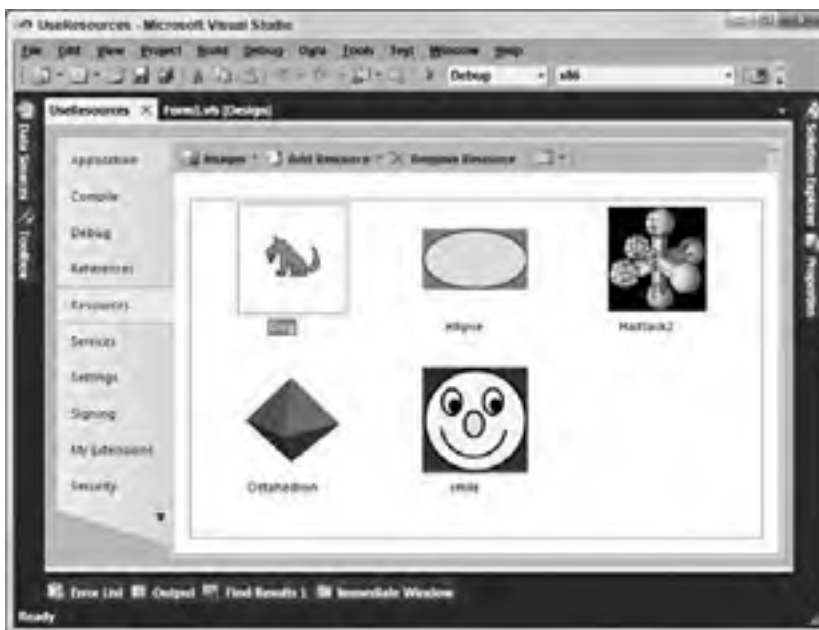 UseResources - Microsoft Visual Studio
File Edit View Project Build Debug Data Tools Test Window Help
Debug x86
UseResources Form1.vb [Design]
Data Sources
Toolbox
Application
Compile
Debug
References
Resources
Services
Settings
Signing
My Extensions
Security
Images Add Resource Remove Resource
Dog
ellipse
Octahedron
smile
Solution Explorer
Properties
Error List Output Find Results 1 Immediate Window
Ready